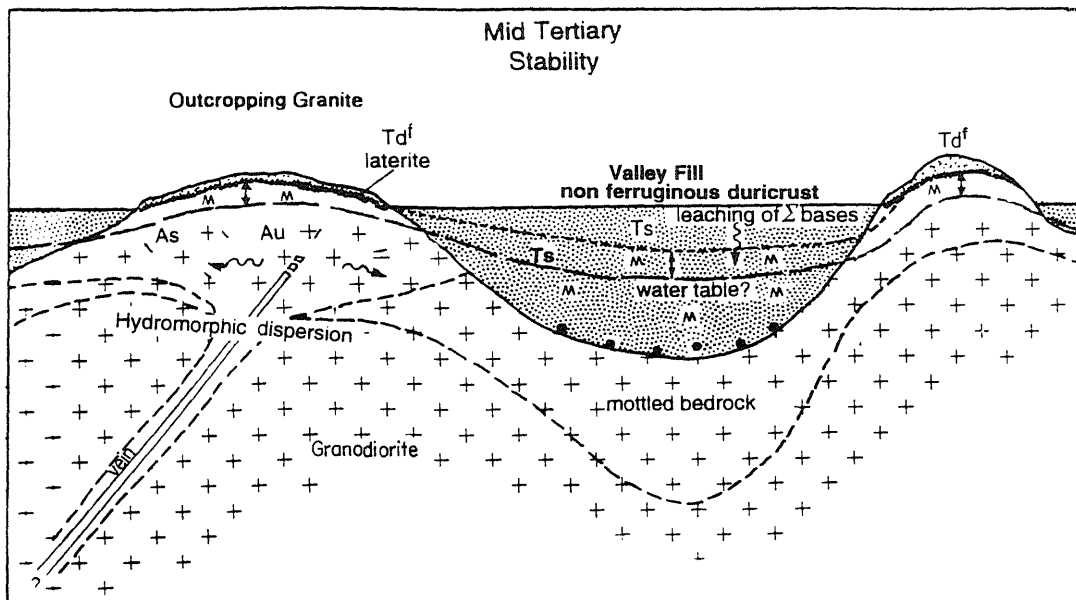 Mid Tertiary
Stability
Outcropping Granite
Td^f
laterite
Td^f
Valley Fill
non ferruginous duricrust
leaching of Σ bases
Ts
Ts
M M M M M M M M
As Au
water table?
Hydromorphic dispersion
mottled bedrock
Granodiorite
vein
?